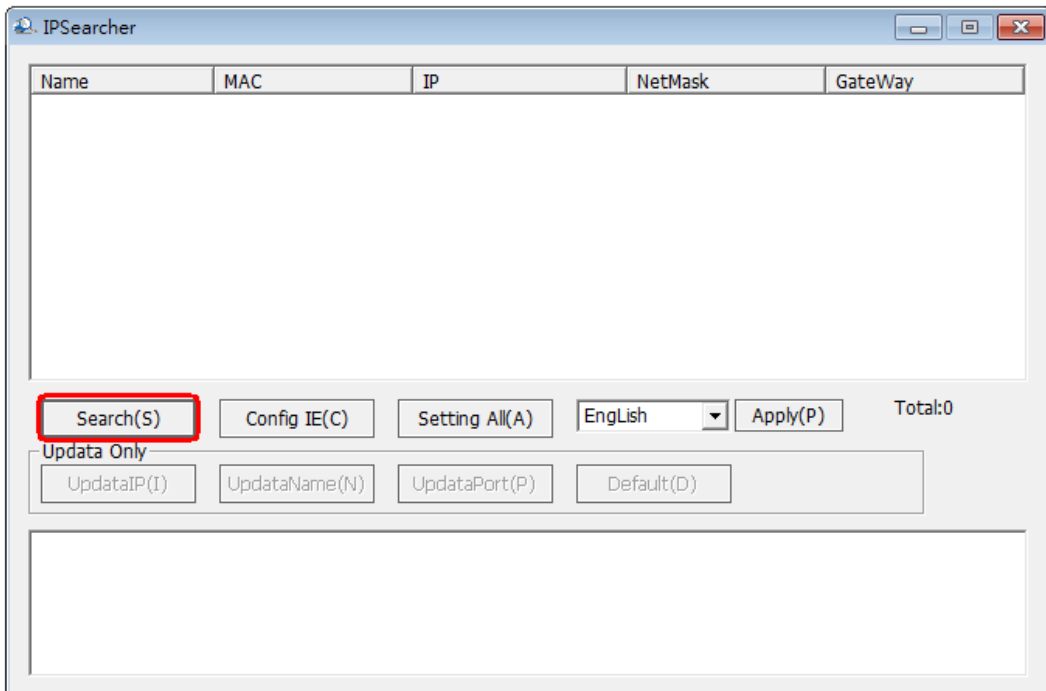 IPSearcher
Name MAC IP NetMask GateWay
Search(S) Config IE(C) Setting All(A) EngLish Apply(P) Total:0
Updata Only
UpdataIP(I) UpdataName(N) UpdataPort(P) Default(D)